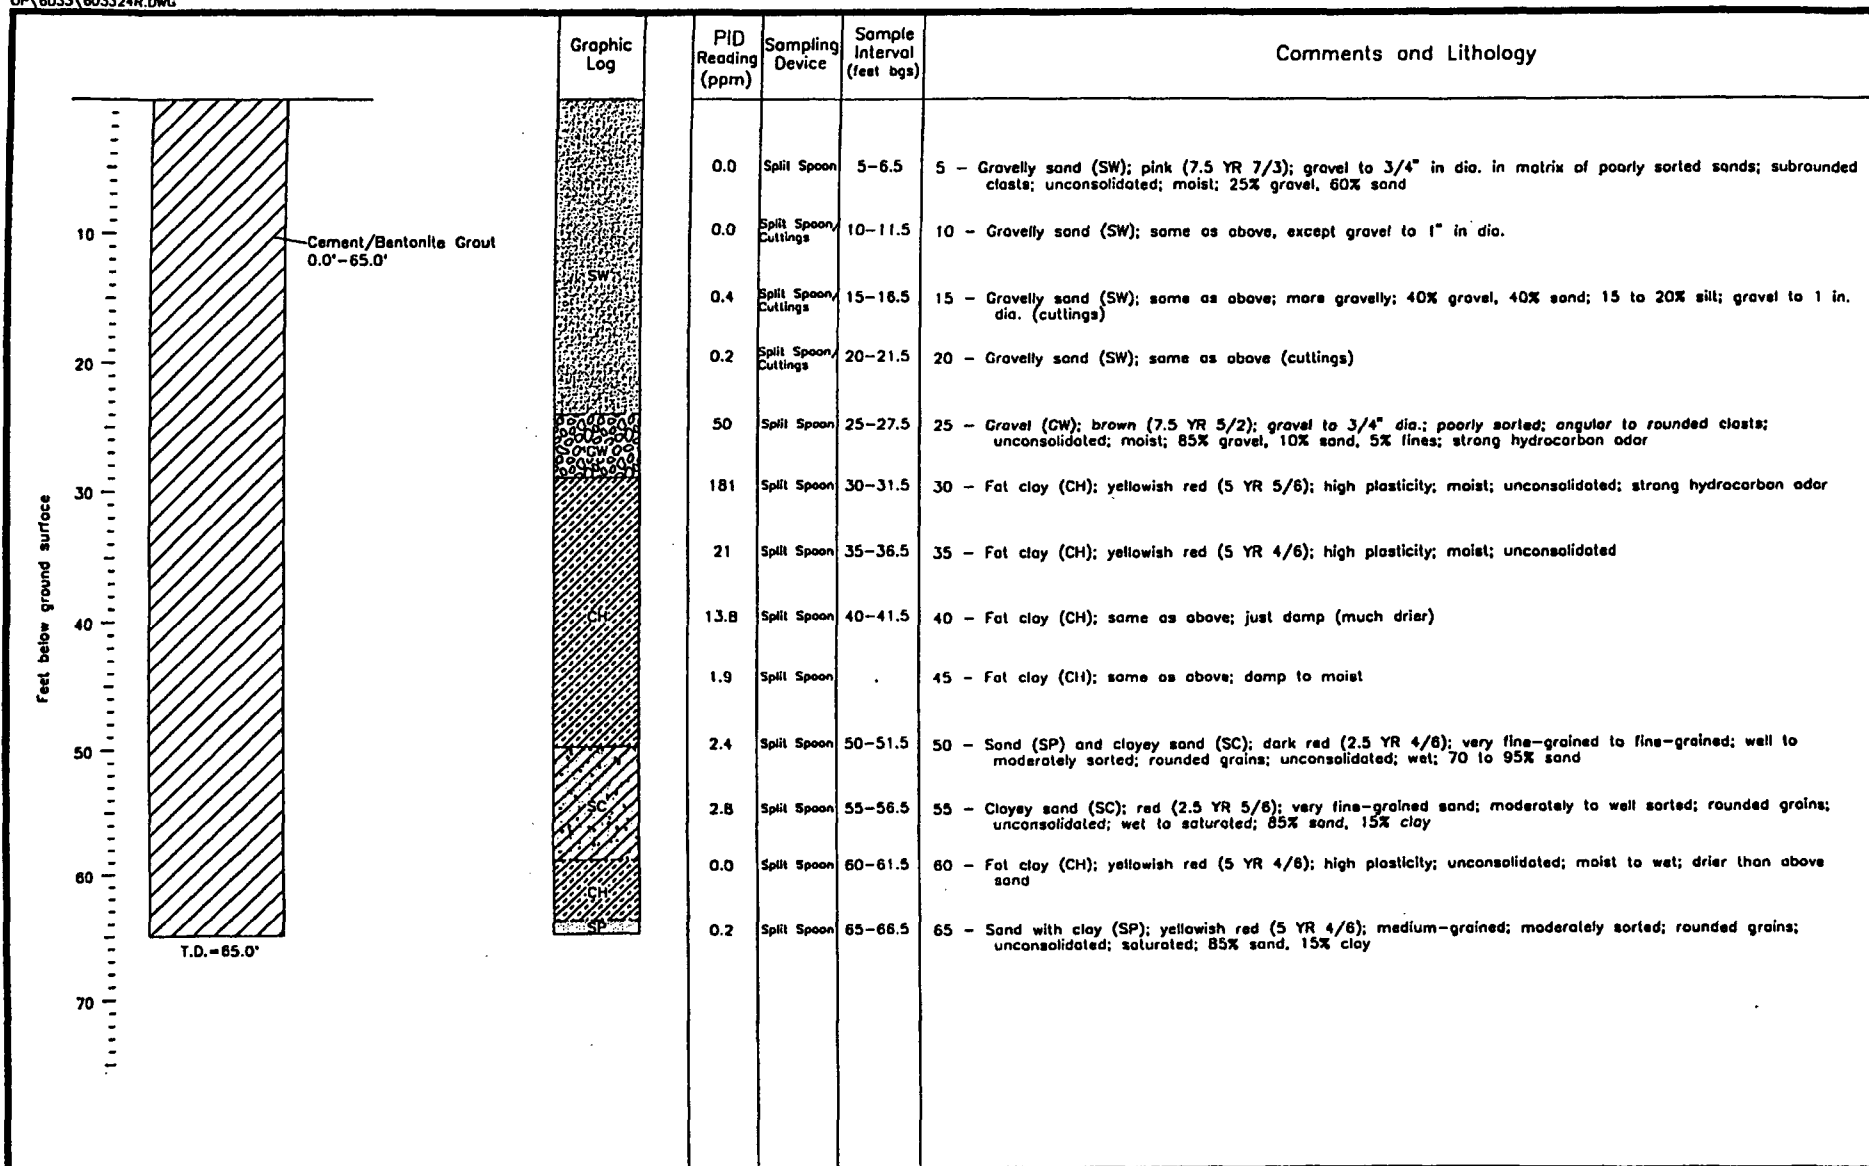 OP\6033\603324R.DWG
Graphic
Log
PID
Reading
(ppm)
Sampling
Device
Sample
Interval
(feet bgs)
Comments and Lithology
0.0 Split Spoon 5-6.5 5 - Gravelly sand (SW); pink (7.5 YR 7/3); gravel to 3/4" in dia. in matrix of poorly sorted sands; subrounded
clasts; unconsolidated; moist; 25% gravel, 60% sand
10
Cement/Bentonite Grout
0.0'-65.0'
0.0 Split Spoon/
Cuttings 10-11.5 10 - Gravelly sand (SW); same as above, except gravel to 1" in dia.
SW
0.4 Split Spoon/
Cuttings 15-16.5 15 - Gravelly sand (SW); same as above; more gravelly; 40% gravel, 40% sand; 15 to 20% silt; gravel to 1 in.
dia. (cuttings)
20
0.2 Split Spoon/
Cuttings 20-21.5 20 - Gravelly sand (SW); same as above (cuttings)
50 Split Spoon 25-27.5 25 - Gravel (GW); brown (7.5 YR 5/2); gravel to 3/4" dia.; poorly sorted; angular to rounded clasts;
unconsolidated; moist; 85% gravel, 10% sand, 5% fines; strong hydrocarbon odor
GW
30
181 Split Spoon 30-31.5 30 - Fat clay (CH); yellowish red (5 YR 5/6); high plasticity; moist; unconsolidated; strong hydrocarbon odor
21 Split Spoon 35-36.5 35 - Fat clay (CH); yellowish red (5 YR 4/6); high plasticity; moist; unconsolidated
Feet below ground surface
40
CH
13.8 Split Spoon 40-41.5 40 - Fat clay (CH); same as above; just damp (much drier)
1.9 Split Spoon 45 - Fat clay (CH); same as above; damp to moist
50
2.4 Split Spoon 50-51.5 50 - Sand (SP) and clayey sand (SC); dark red (2.5 YR 4/6); very fine-grained to fine-grained; well to
moderately sorted; rounded grains; unconsolidated; wet; 70 to 95% sand
SC
2.8 Split Spoon 55-56.5 55 - Clayey sand (SC); red (2.5 YR 5/6); very fine-grained sand; moderately to well sorted; rounded grains;
unconsolidated; wet to saturated; 85% sand, 15% clay
60
0.0 Split Spoon 60-61.5 60 - Fat clay (CH); yellowish red (5 YR 4/6); high plasticity; unconsolidated; moist to wet; drier than above
sand
CH
SP
0.2 Split Spoon 65-66.5 65 - Sand with clay (SP); yellowish red (5 YR 4/6); medium-grained; moderately sorted; rounded grains;
unconsolidated; saturated; 85% sand, 15% clay
T.D.=65.0'
70